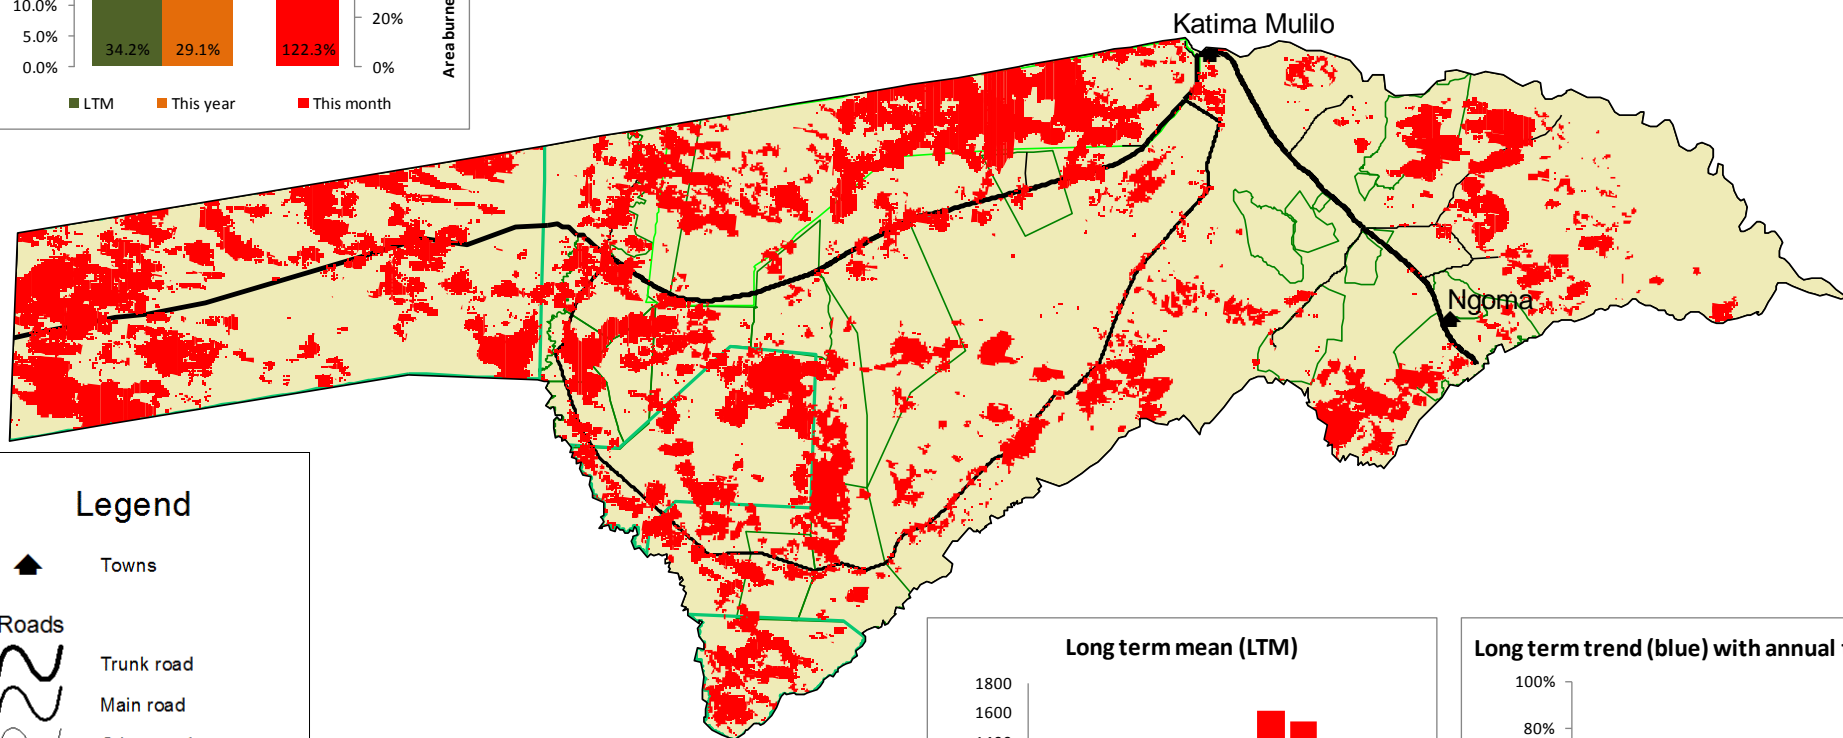 10.0%
5.0%
0.0%
34.2%
29.1%
122.3%
20%
0%
LTM
This year
This month
Katima Mulilo
Ngoma
Legend
Towns
Roads
Trunk road
Main road
Long term mean (LTM)
1800
1600
Long term trend (blue) with annual
100%
80%